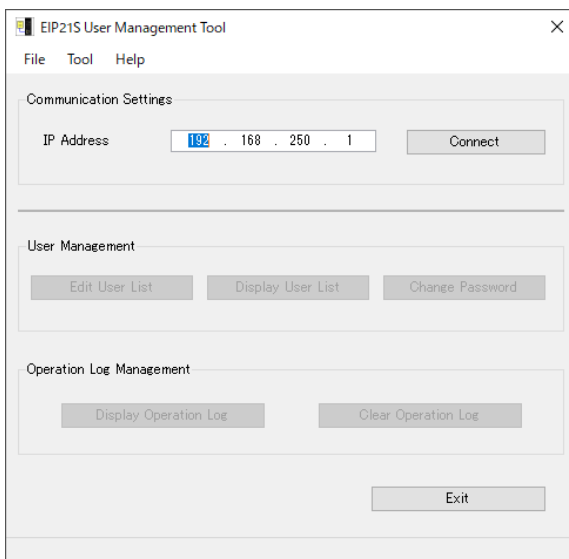 EIP21S User Management Tool
File Tool Help
Communication Settings
IP Address 192 . 168 . 250 . 1 Connect
User Management
Edit User List Display User List Change Password
Operation Log Management
Display Operation Log Clear Operation Log
Exit